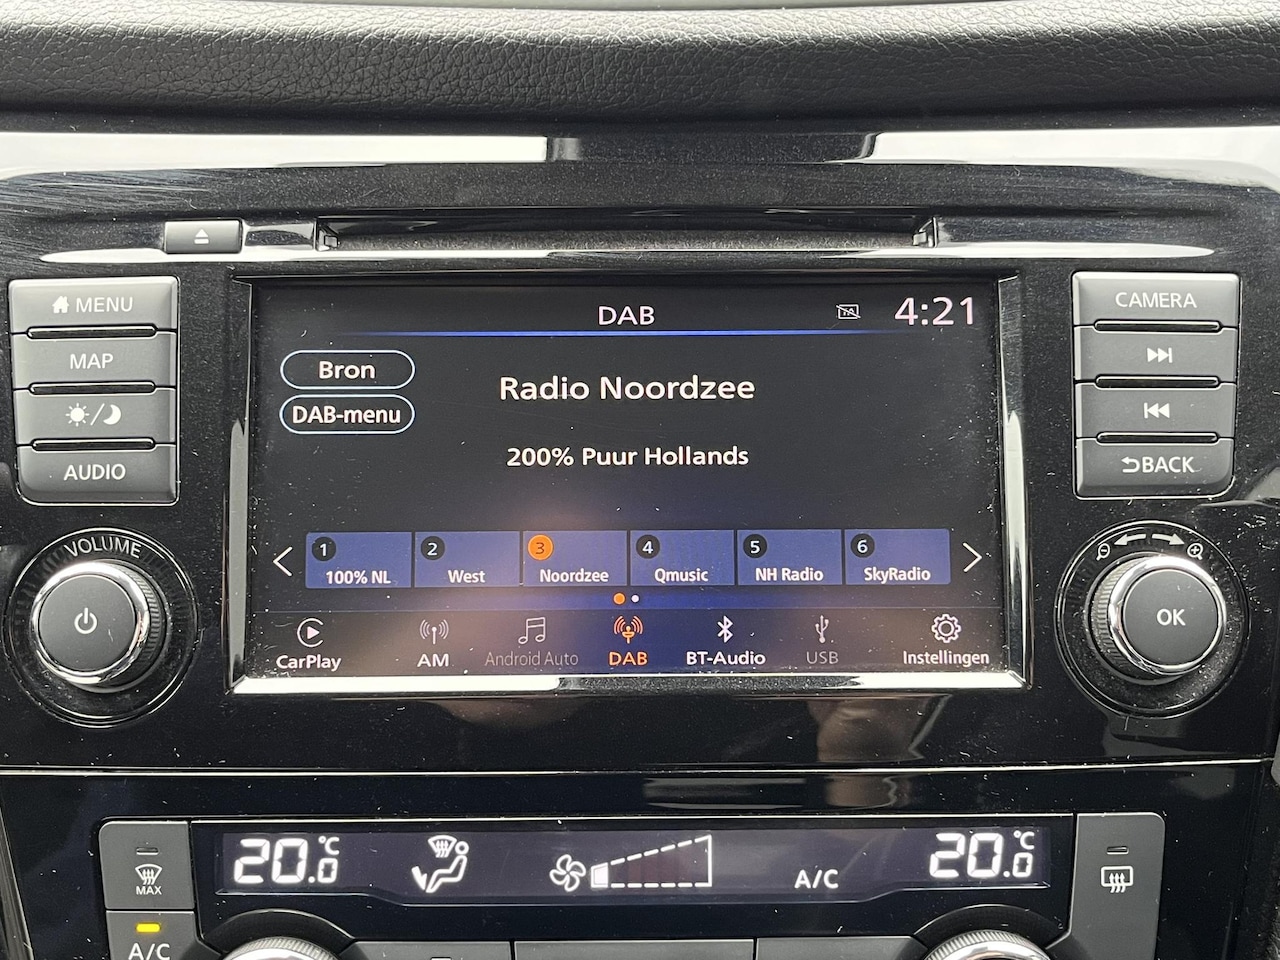 MENU
MAP
AUDIO
VOLUME
DAB
TA
4:21
Bron
DAB-menu
Radio Noordzee
200% Puur Hollands
1
100% NL
2
West
3
Noordzee
4
Qmusic
5
NH Radio
6
SkyRadio
CarPlay
AM
Android Auto
DAB
BT-Audio
USB
Instellingen
CAMERA
BACK
OK
MAX
A/C
20.0°C
A/C
20.0°C